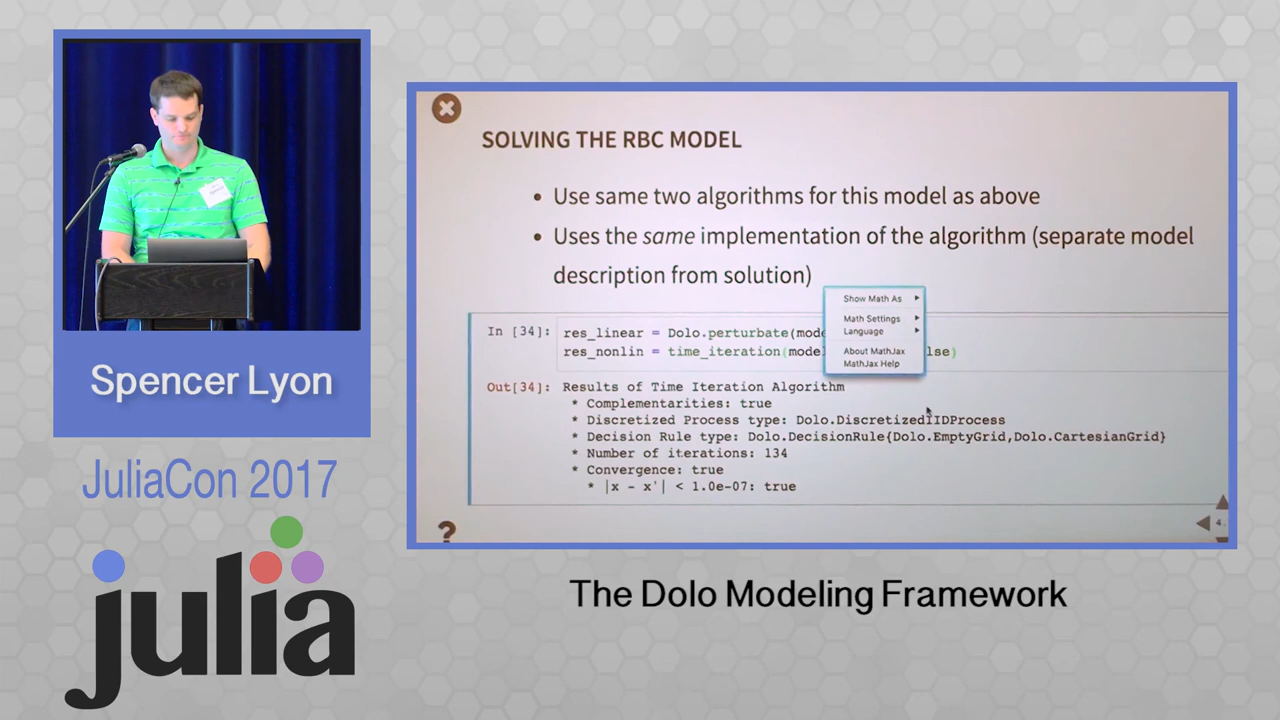 SOLVING THE RBC MODEL
• Use same two algorithms for this model as above
• Uses the same implementation of the algorithm (separate model
description from solution)
Show Math As
Math Settings
Language
About MathJax
MathJax Help
In [34]: res_linear = Dolo.perturbate(mode
res_nonlin = time_iteration(model lse)
Out[34]: Results of Time Iteration Algorithm
* Complementarities: true
* Discretized Process type: Dolo.DiscretizedIIDProcess
* Decision Rule type: Dolo.DecisionRule{Dolo.EmptyGrid,Dolo.CartesianGrid}
* Number of iterations: 134
* Convergence: true
* |x - x'| < 1.0e-07: true
?
4.
Spencer Lyon
JuliaCon 2017
julia
The Dolo Modeling Framework